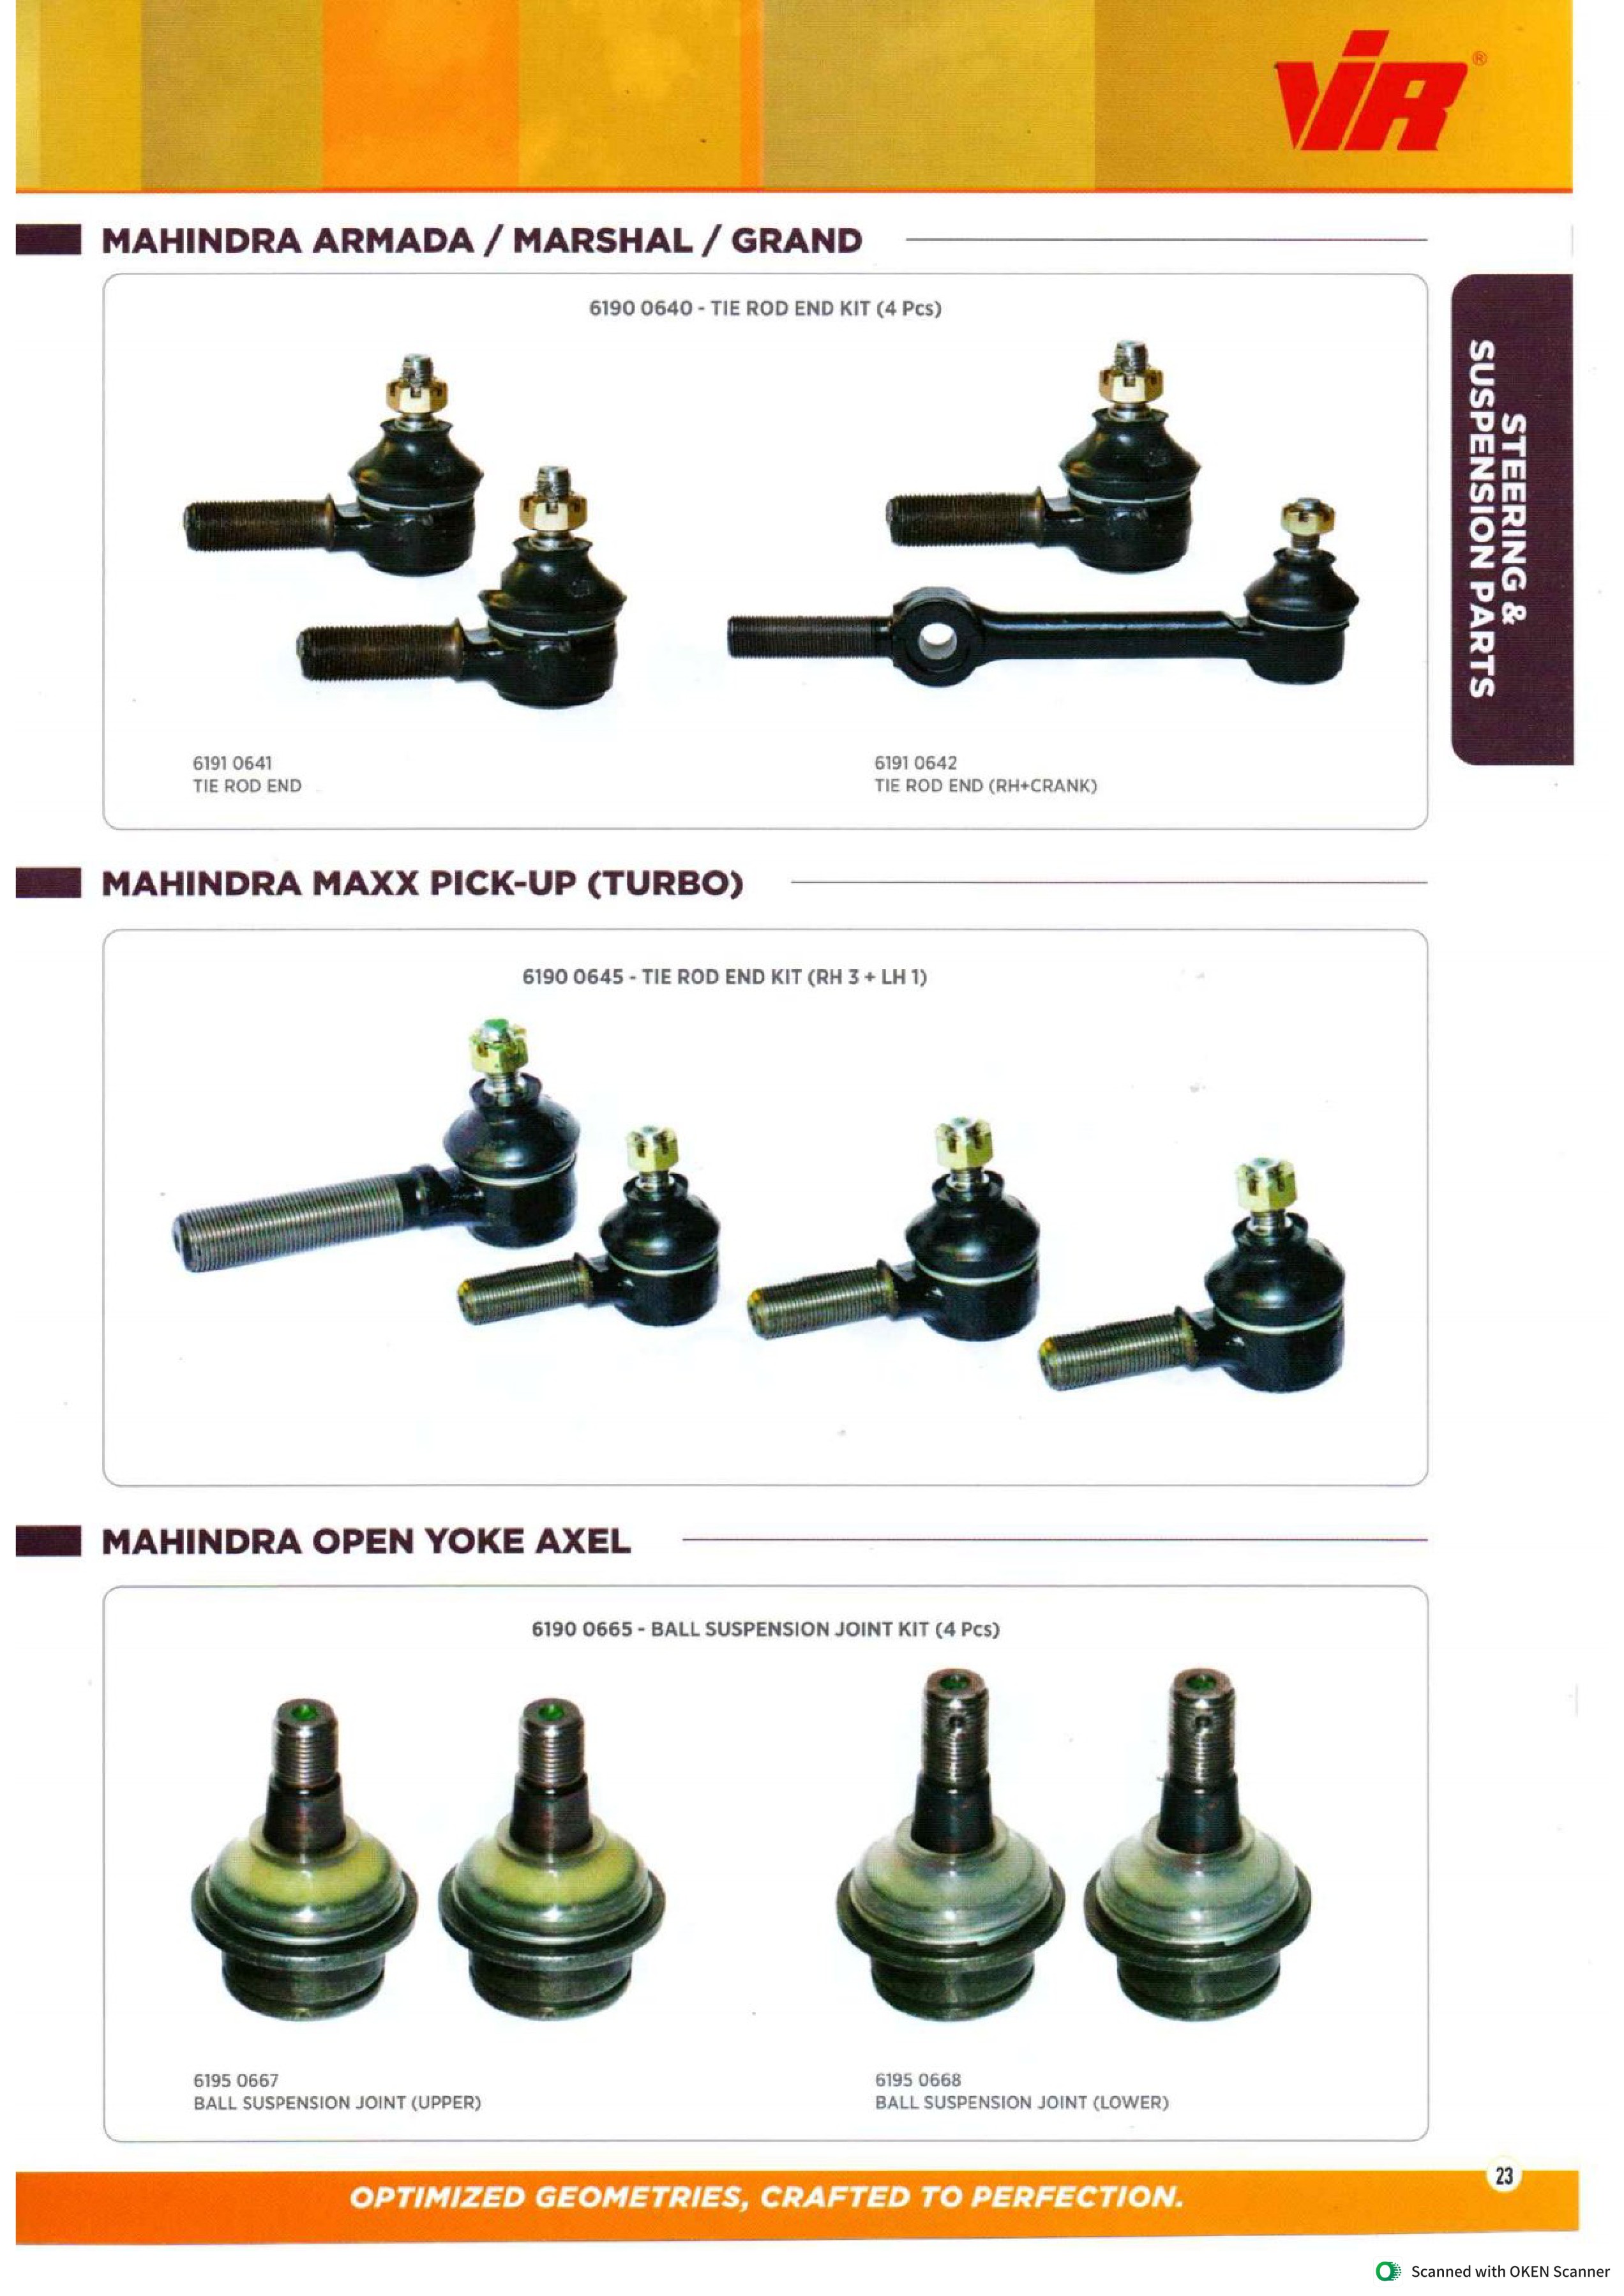 VIR®
MAHINDRA ARMADA / MARSHAL / GRAND
6190 0640 - TIE ROD END KIT (4 Pcs)
STEERING &
SUSPENSION PARTS
6191 0641
TIE ROD END
6191 0642
TIE ROD END (RH+CRANK)
MAHINDRA MAXX PICK-UP (TURBO)
6190 0645 - TIE ROD END KIT (RH 3 + LH 1)
MAHINDRA OPEN YOKE AXEL
6190 0665 - BALL SUSPENSION JOINT KIT (4 Pcs)
6195 0667
BALL SUSPENSION JOINT (UPPER)
6195 0668
BALL SUSPENSION JOINT (LOWER)
23
OPTIMIZED GEOMETRIES, CRAFTED TO PERFECTION.
Scanned with OKEN Scanner